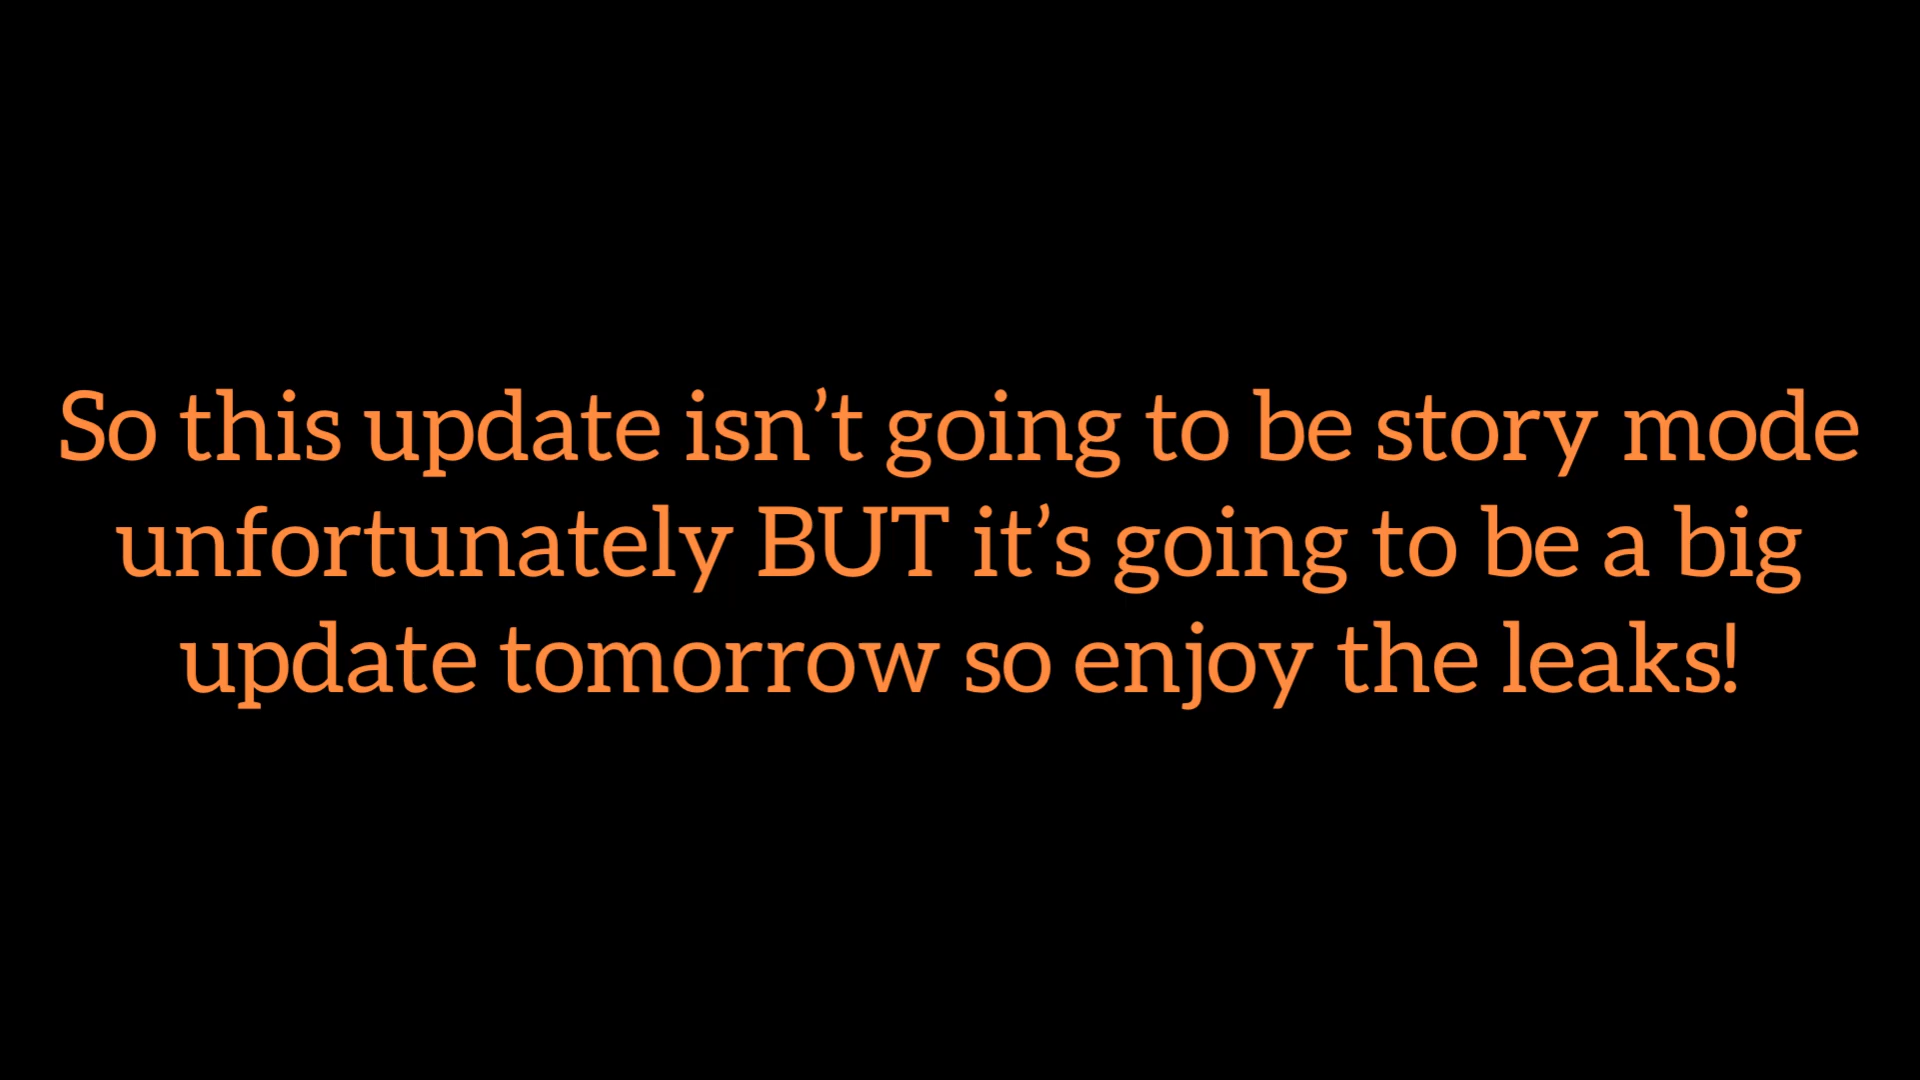 So this update isn’t going to be story mode
unfortunately BUT it’s going to be a big
update tomorrow so enjoy the leaks!